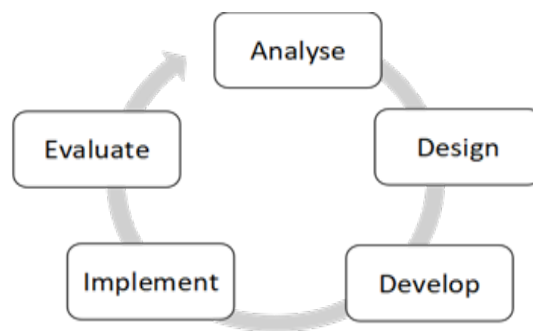 Analyse
Design
Develop
Implement
Evaluate